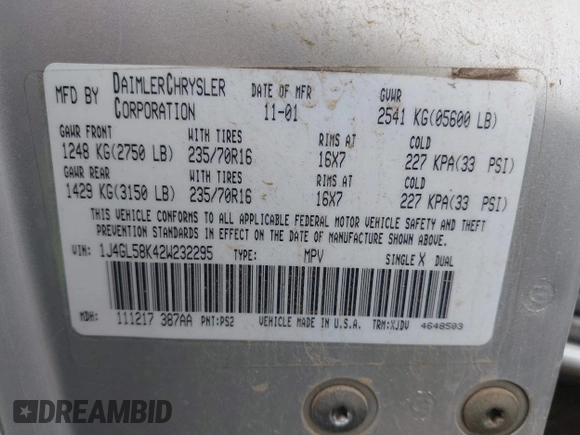 MFD BY DAIMLERCHRYSLER CORPORATION DATE OF MFR 11-01 GVWR 2541 KG(05600 LB)
GAWR FRONT WITH TIRES RIMS AT COLD
1248 KG(2750 LB) 235/70R16 16X7 227 KPA(33 PSI)
GAWR REAR WITH TIRES RIMS AT COLD
1429 KG(3150 LB) 235/70R16 16X7 227 KPA(33 PSI)
THIS VEHICLE CONFORMS TO ALL APPLICABLE FEDERAL MOTOR VEHICLE SAFETY AND THEFT
PREVENTION STANDARDS IN EFFECT ON THE DATE OF MANUFACTURE SHOWN ABOVE.
VIN: 1J4GL58K42W232295 TYPE: MPV SINGLE X DUAL
MDH: 111217 387AA PNT:PS2 VEHICLE MADE IN U.S.A. TRM:XJDV 4648503
DREAMBID